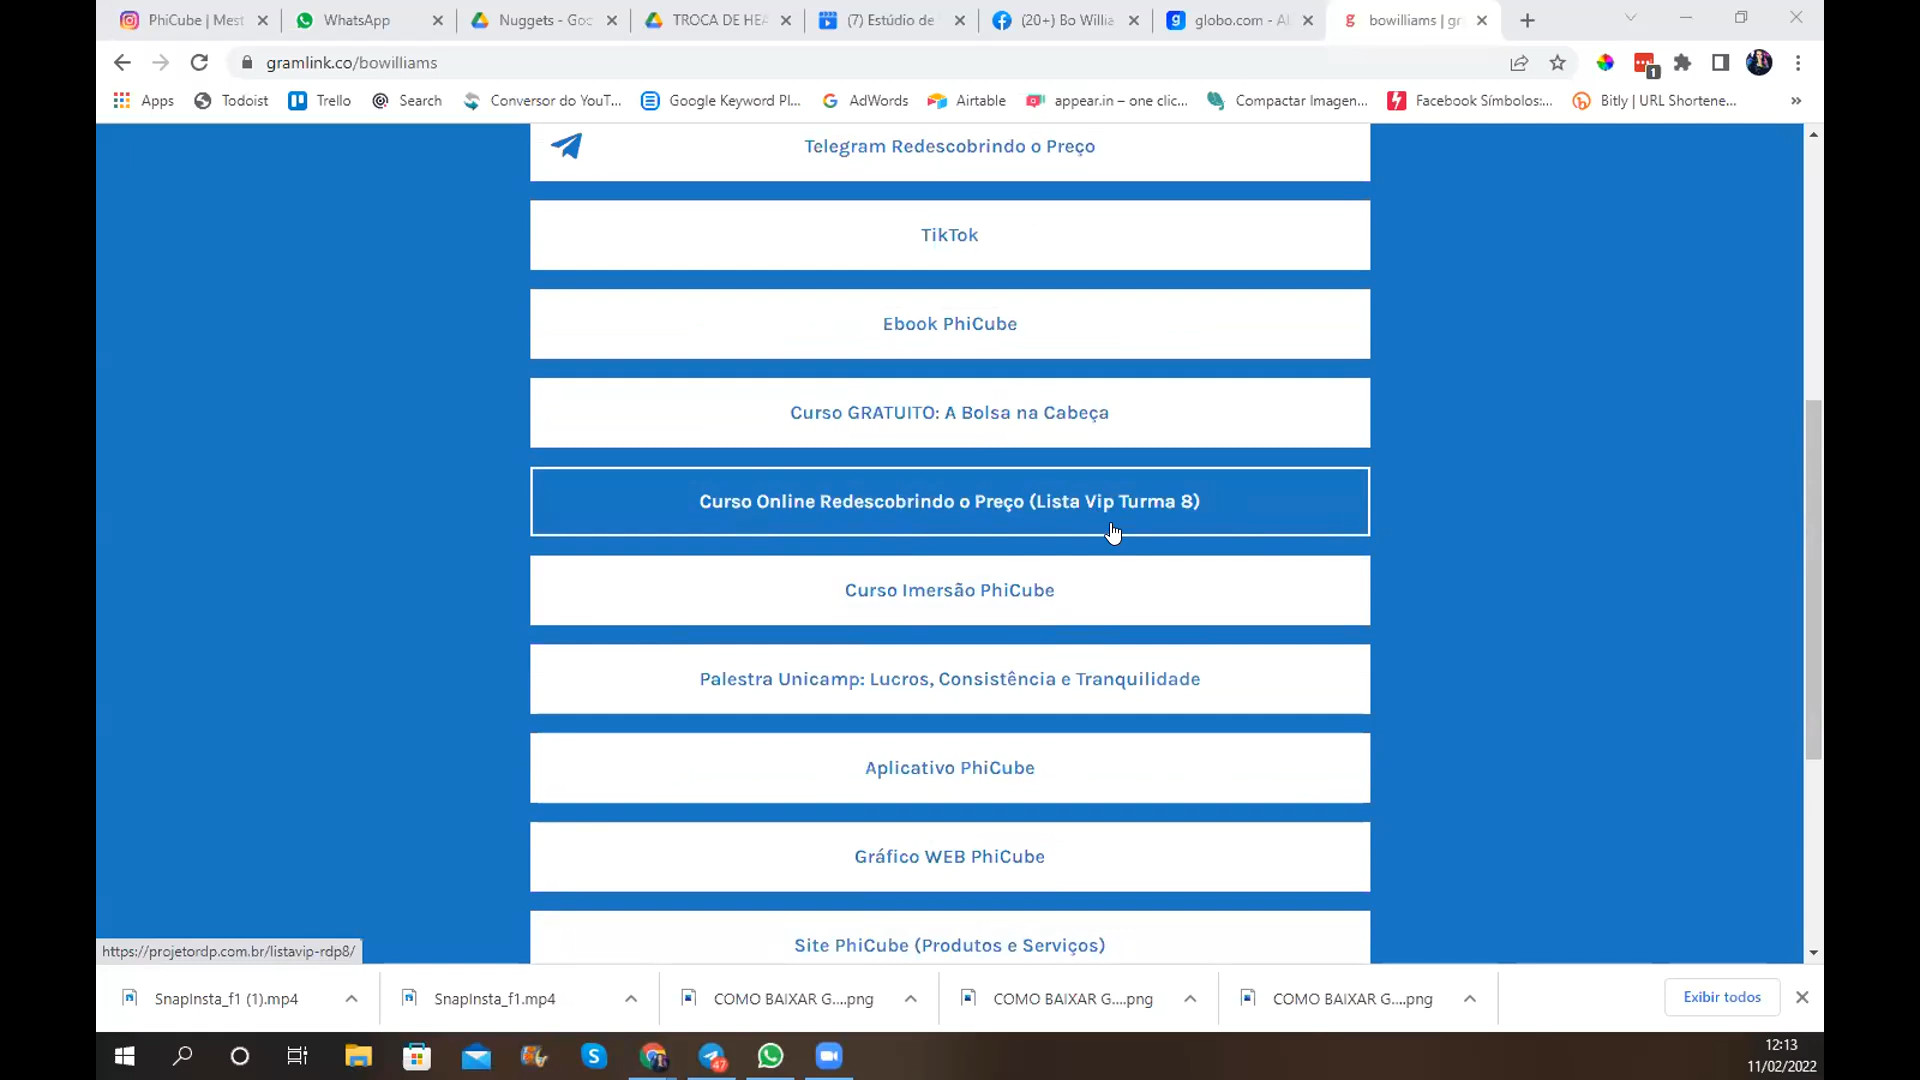 PhiCube | Mest
WhatsApp
Nuggets - Goo
TROCA DE HEA
(7) Estúdio de
(20+) Bo Willia
globo.com - Al
bowilliams | gr
gramlink.co/bowilliams
1
Apps
Todoist
Trello
Search
Conversor do YouT...
Google Keyword Pl...
AdWords
Airtable
appear.in – one clic...
Compactar Imagen...
Facebook Símbolos:...
Bitly | URL Shortene...
»
Telegram Redescobrindo o Preço
TikTok
Ebook PhiCube
Curso GRATUITO: A Bolsa na Cabeça
Curso Online Redescobrindo o Preço (Lista Vip Turma 8)
Curso Imersão PhiCube
Palestra Unicamp: Lucros, Consistência e Tranquilidade
Aplicativo PhiCube
Gráfico WEB PhiCube
Site PhiCube (Produtos e Serviços)
https://projetordp.com.br/listavip-rdp8/
SnapInsta_f1 (1).mp4
SnapInsta_f1.mp4
COMO BAIXAR G....png
COMO BAIXAR G....png
COMO BAIXAR G....png
Exibir todos
47
12:13
11/02/2022